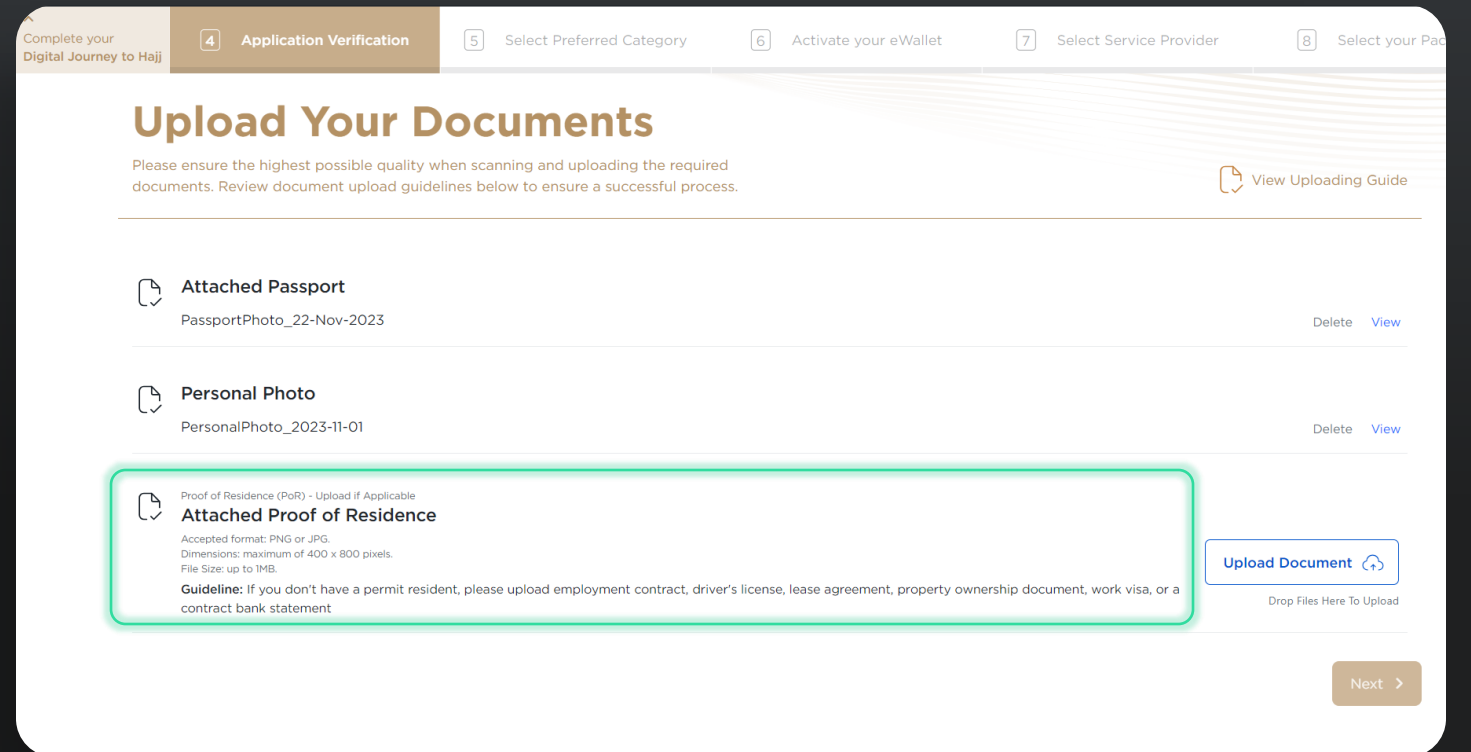 Complete your
Digital Journey to Hajj
4 Application Verification
5 Select Preferred Category
6 Activate your eWallet
7 Select Service Provider
8 Select your Pac
Upload Your Documents
Please ensure the highest possible quality when scanning and uploading the required
documents. Review document upload guidelines below to ensure a successful process.
View Uploading Guide
Attached Passport
PassportPhoto_22-Nov-2023
Delete View
Personal Photo
PersonalPhoto_2023-11-01
Delete View
Proof of Residence (PoR) - Upload if Applicable
Attached Proof of Residence
Accepted format: PNG or JPG.
Dimensions: maximum of 400 x 800 pixels.
File Size: up to 1MB.
Guideline: If you don't have a permit resident, please upload employment contract, driver's license, lease agreement, property ownership document, work visa, or a
contract bank statement
Upload Document
Drop Files Here To Upload
Next